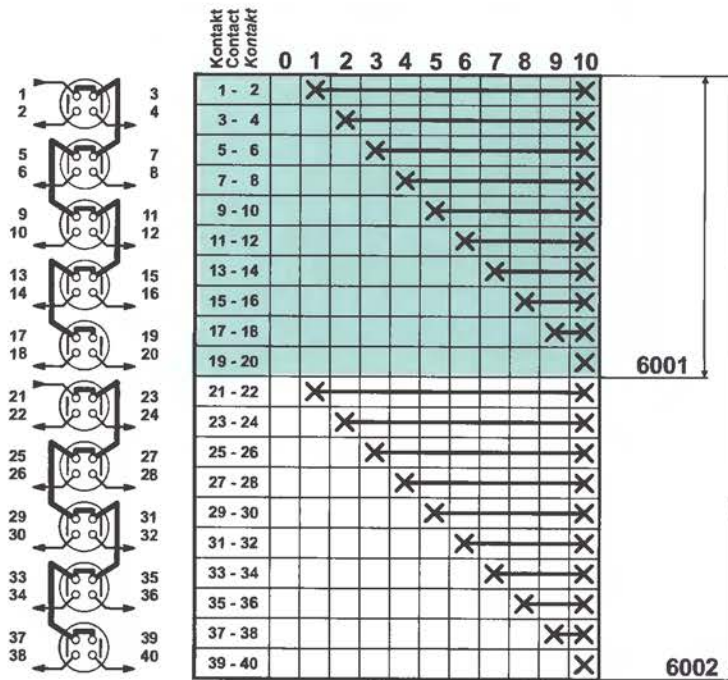 Kontakt
Contact
Kontakt
0 1 2 3 4 5 6 7 8 9 10
1 3 1 - 2
2 4 3 - 4
5 7 5 - 6
6 8 7 - 8
9 11 9 - 10
10 12 11 - 12
13 15 13 - 14
14 16 15 - 16
17 19 17 - 18
18 20 19 - 20 6001
21 23 21 - 22
22 24 23 - 24
25 27 25 - 26
26 28 27 - 28
29 31 29 - 30
30 32 31 - 32
33 35 33 - 34
34 36 35 - 36
37 39 37 - 38
38 40 39 - 40 6002